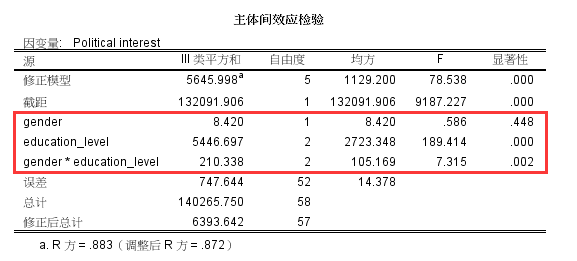 主体间效应检验
因变量: Political interest
源 III 类平方和 自由度 均方 F 显著性
修正模型 5645.998a 5 1129.200 78.538 .000
截距 132091.906 1 132091.906 9187.227 .000
gender 8.420 1 8.420 .586 .448
education_level 5446.697 2 2723.348 189.414 .000
gender * education_level 210.338 2 105.169 7.315 .002
误差 747.644 52 14.378
总计 140265.750 58
修正后总计 6393.642 57
a. R 方 = .883（调整后 R 方 = .872）